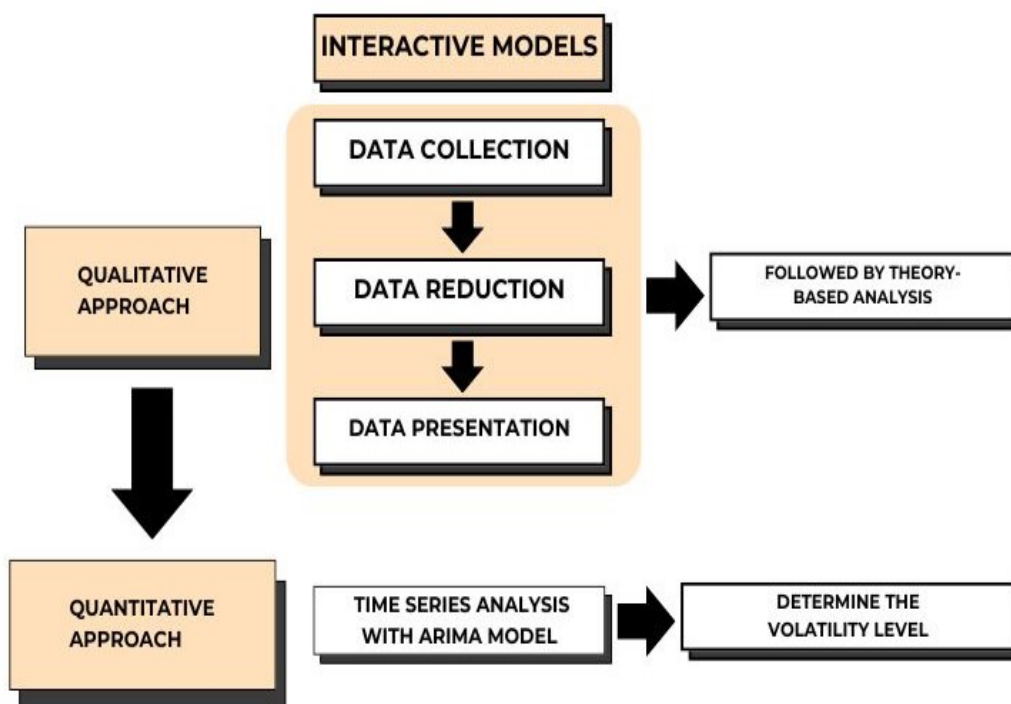 INTERACTIVE MODELS
DATA COLLECTION
QUALITATIVE
APPROACH
DATA REDUCTION
FOLLOWED BY THEORY-
BASED ANALYSIS
DATA PRESENTATION
QUANTITATIVE
APPROACH
TIME SERIES ANALYSIS
WITH ARIMA MODEL
DETERMINE THE
VOLATILITY LEVEL